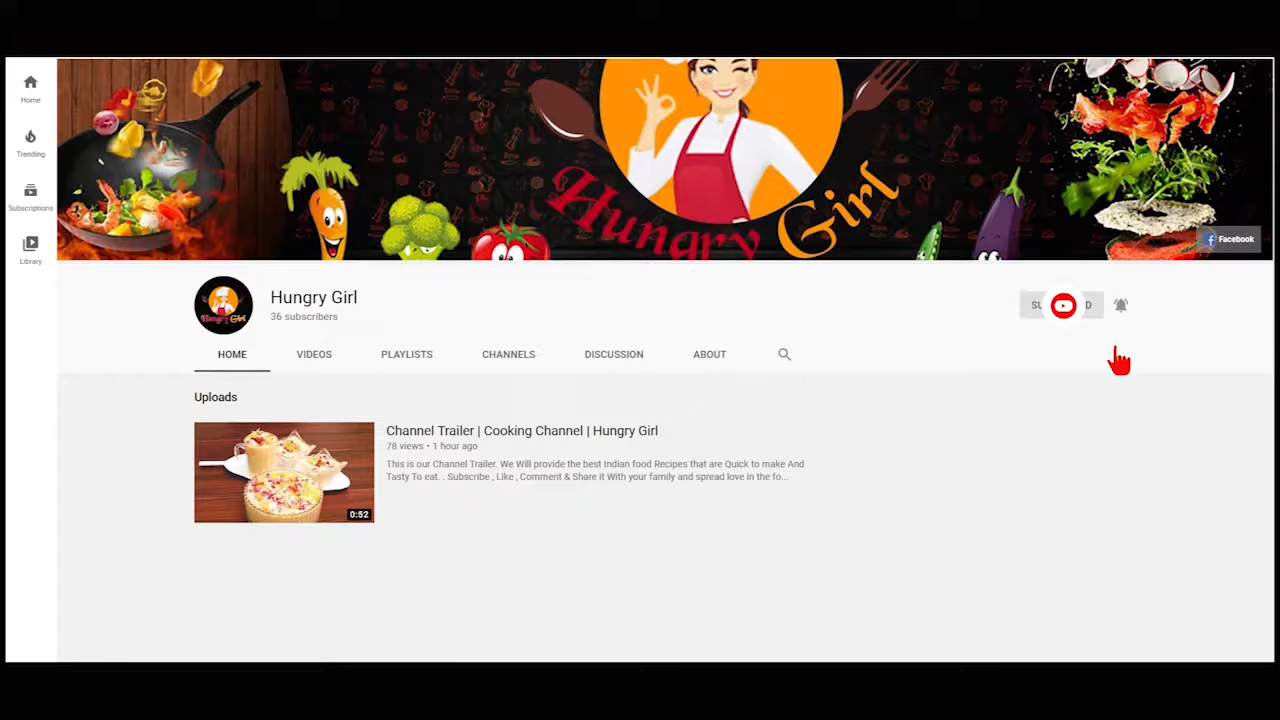 Home
Trending
Subscriptions
Library
Hungry Girl
Facebook
Hungry Girl
Hungry Girl
36 subscribers
HOME VIDEOS PLAYLISTS CHANNELS DISCUSSION ABOUT
Uploads
0:52
Channel Trailer | Cooking Channel | Hungry Girl
78 views • 1 hour ago
This is our Channel Trailer. We Will provide the best Indian food Recipes that are Quick to make And
Tasty To eat. . Subscribe , Like , Comment & Share it With your family and spread love in the fo...